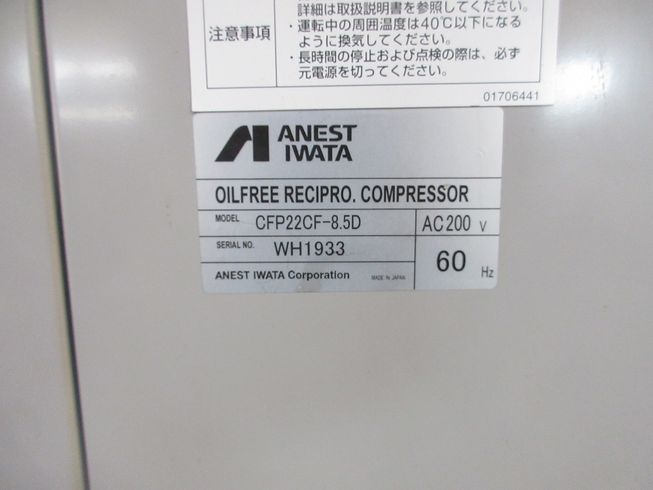 詳細は取扱説明書を参照してください。
注意事項
・運転中の周囲温度は40℃以下になる
ように換気してください。
・長時間の停止および点検の際は、必ず
元電源を切ってください。
01706441
ANEST
IWATA
OILFREE RECIPRO. COMPRESSOR
MODEL CFP22CF-8.5D AC200 V
SERIAL NO. WH1933
60 Hz
ANEST IWATA Corporation MADE IN JAPAN